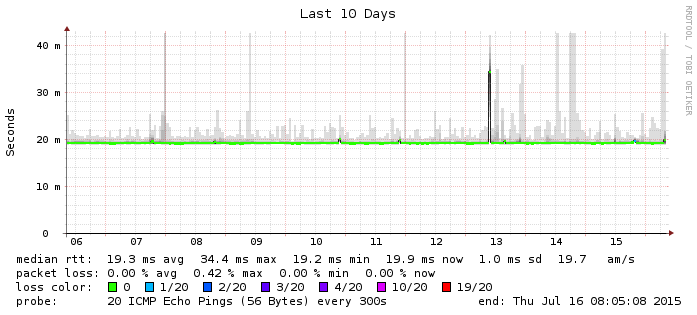 Last 10 Days
RRDTOOL / TOBI OETIKER
Seconds
40 m
30 m
20 m
10 m
0
06 07 08 09 10 11 12 13 14 15
median rtt: 19.3 ms avg 34.4 ms max 19.2 ms min 19.9 ms now 1.0 ms sd 19.7 am/s
packet loss: 0.00 % avg 0.42 % max 0.00 % min 0.00 % now
loss color: 0 1/20 2/20 3/20 4/20 10/20 19/20
probe: 20 ICMP Echo Pings (56 Bytes) every 300s end: Thu Jul 16 08:05:08 2015